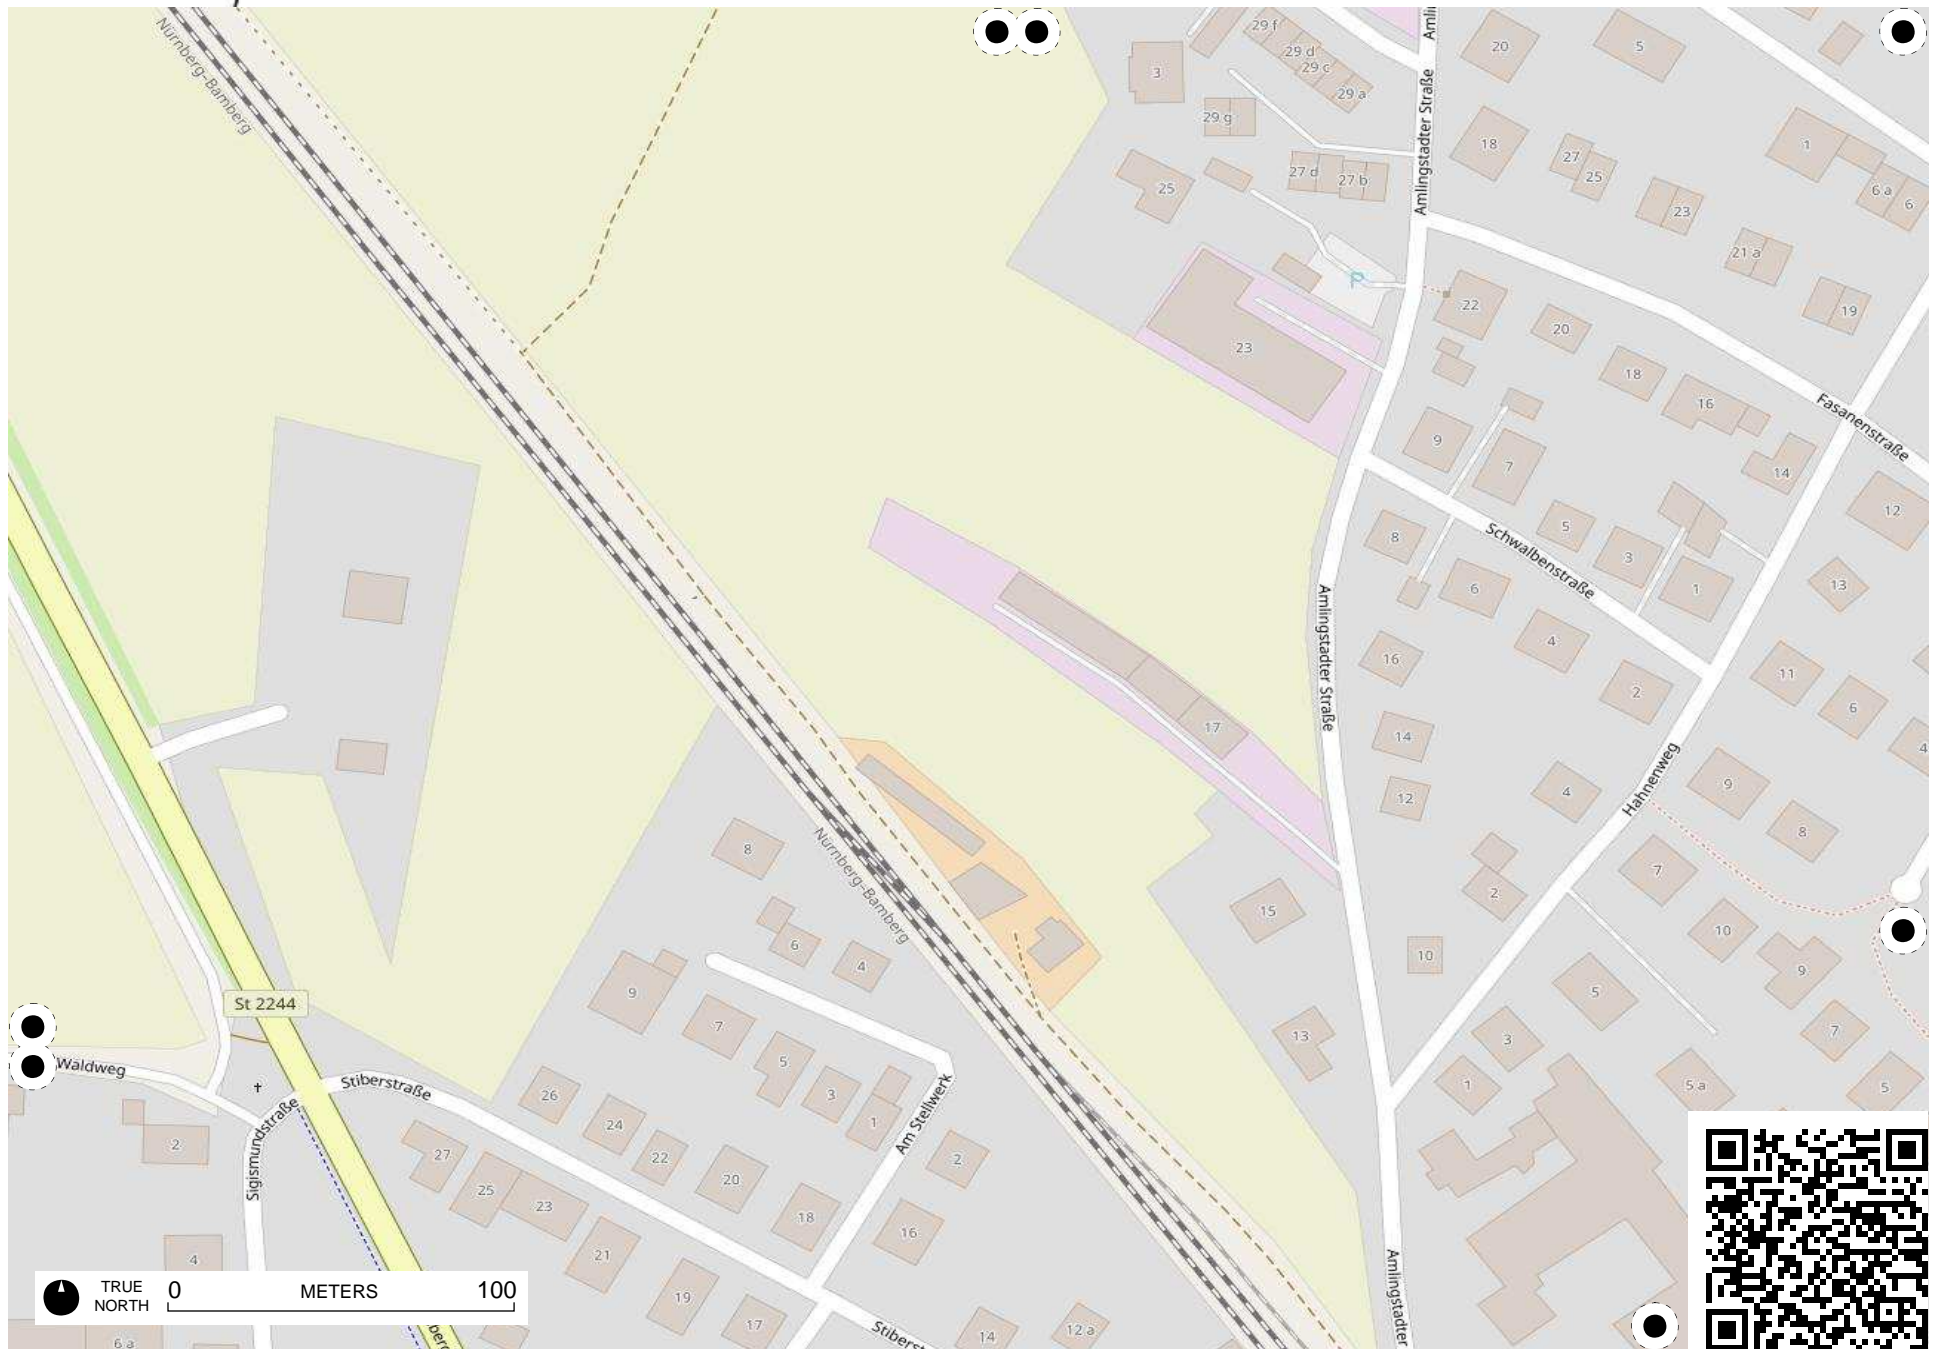 Nürnberg-Bamberg
29 f
29 d
29 c
29 a
3
29 g
25
27 d
27 b
Amlingstadter Straße
20
5
18
27
25
23
1
6 a
6
21 a
19
P
22
20
18
16
14
12
Fasanenstraße
23
9
7
8
5
3
1
13
Schwalbenstraße
6
4
2
16
14
12
11
6
4
Amlingstadter Straße
17
Hahnenweg
4
9
8
7
2
15
10
10
9
5
7
3
13
1
5 a
5
8
Nürnberg-Bamberg
6
4
9
7
5
3
1
St 2244
Waldweg
Stiberstraße
Sigismundstraße
Am Stellwerk
26
24
22
20
18
2
16
2
27
25
23
21
19
17
4
6 a
14
12 a
Amlingstadter
TRUE
NORTH
0 METERS 100